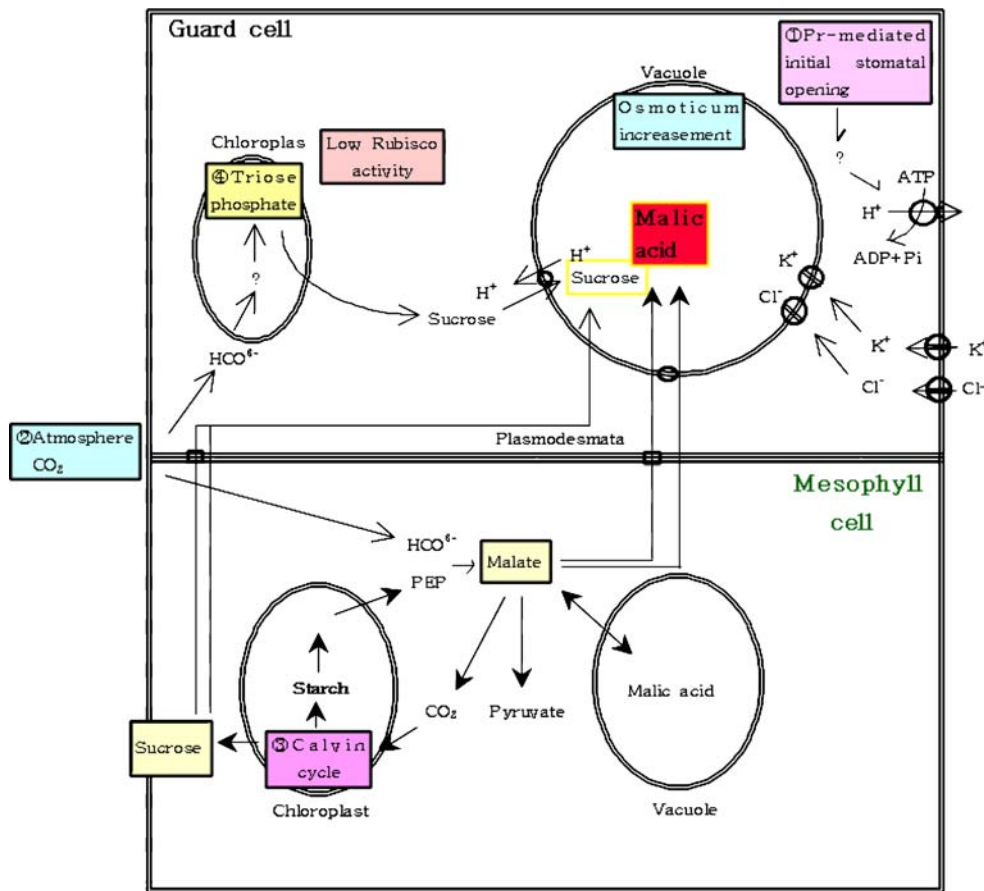 Guard cell
①Pr-mediated
initial stomatal
opening
?
ATP
H⁺
ADP+Pi
Vacuole
Osmoticum
increasement
Chloroplas
Low Rubisco
activity
④Triose
phosphate
?
HCO⁶⁻
Malic
acid
H⁺
H⁺
Sucrose
Sucrose
K⁺
Cl⁻
K⁺
K⁺
Cl⁻
Cl⁻
②Atmosphere
CO₂
Plasmodesmata
Mesophyll
cell
HCO⁶⁻
PEP
Malate
Starch
CO₂
Pyruvate
Malic acid
Sucrose
③Calvin
cycle
Chloroplast
Vacuole